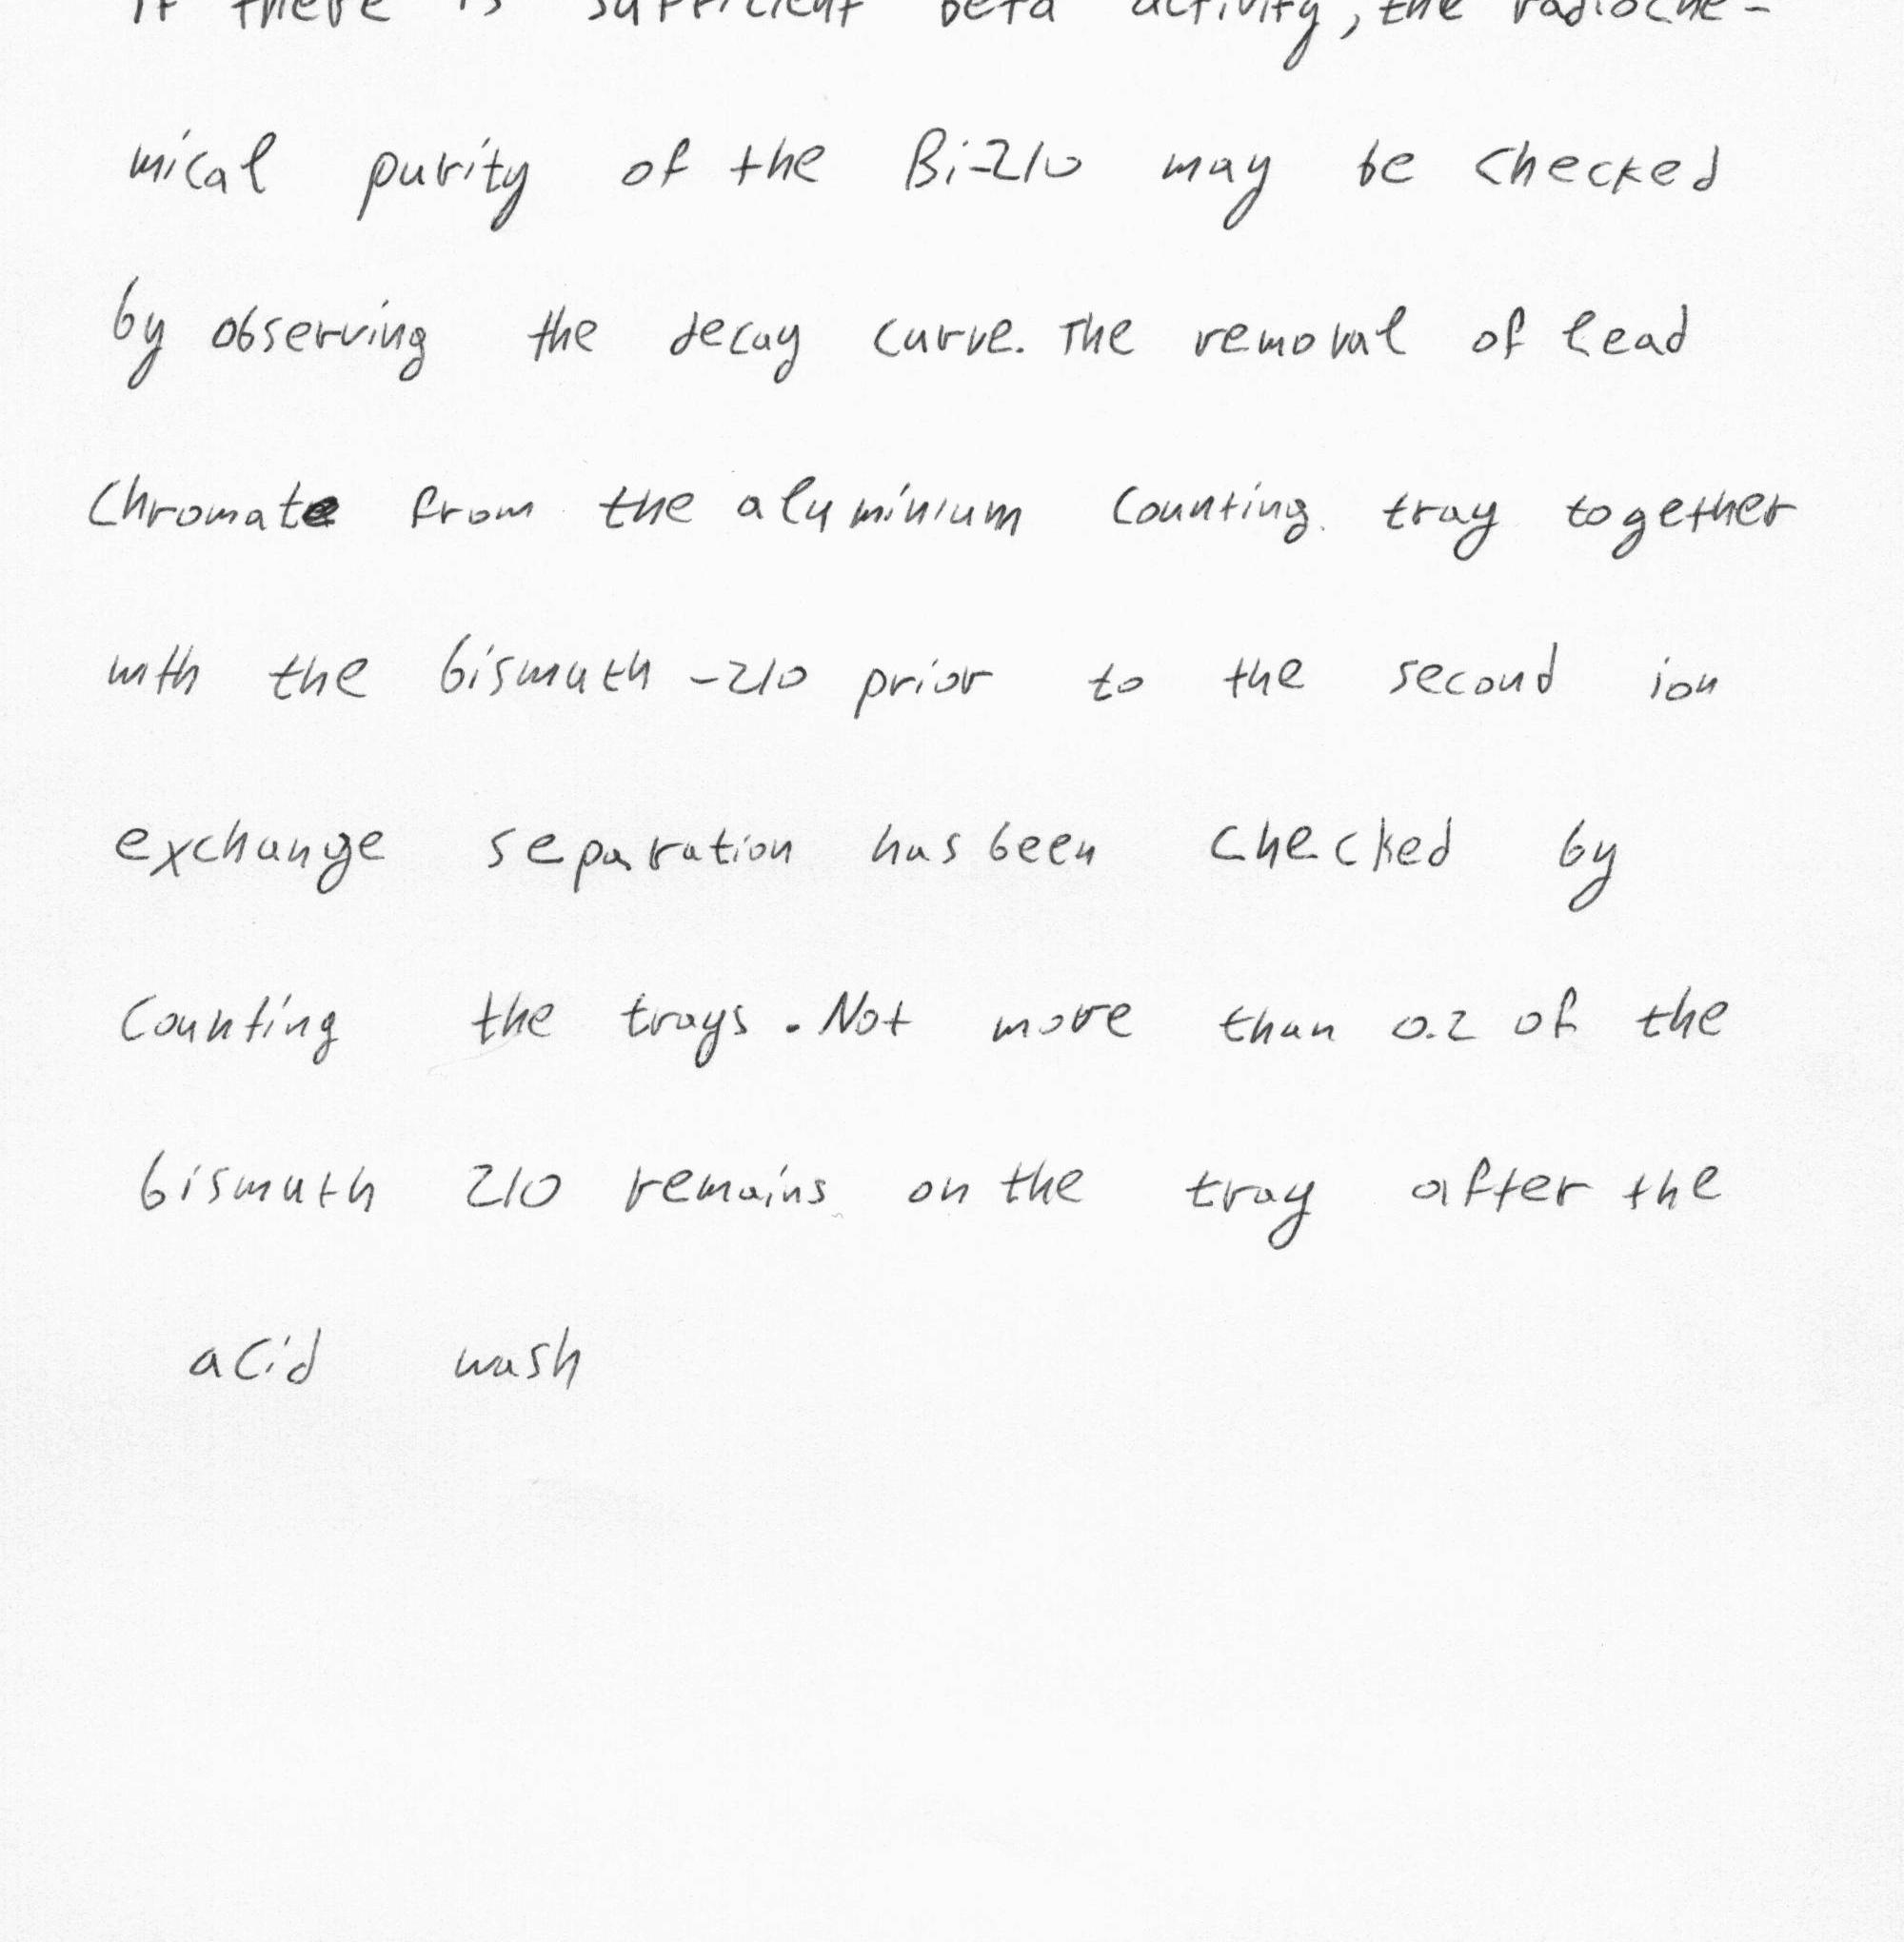 If there is sufficient beta activity, the radioche-
mical purity of the Bi-210 may be checked
by observing the decay curve. The removal of lead
chromate from the aluminium counting tray together
with the bismuth -210 prior to the second ion
exchange separation has been checked by
counting the trays. Not more than 0.2 of the
bismuth 210 remains on the tray after the
acid wash